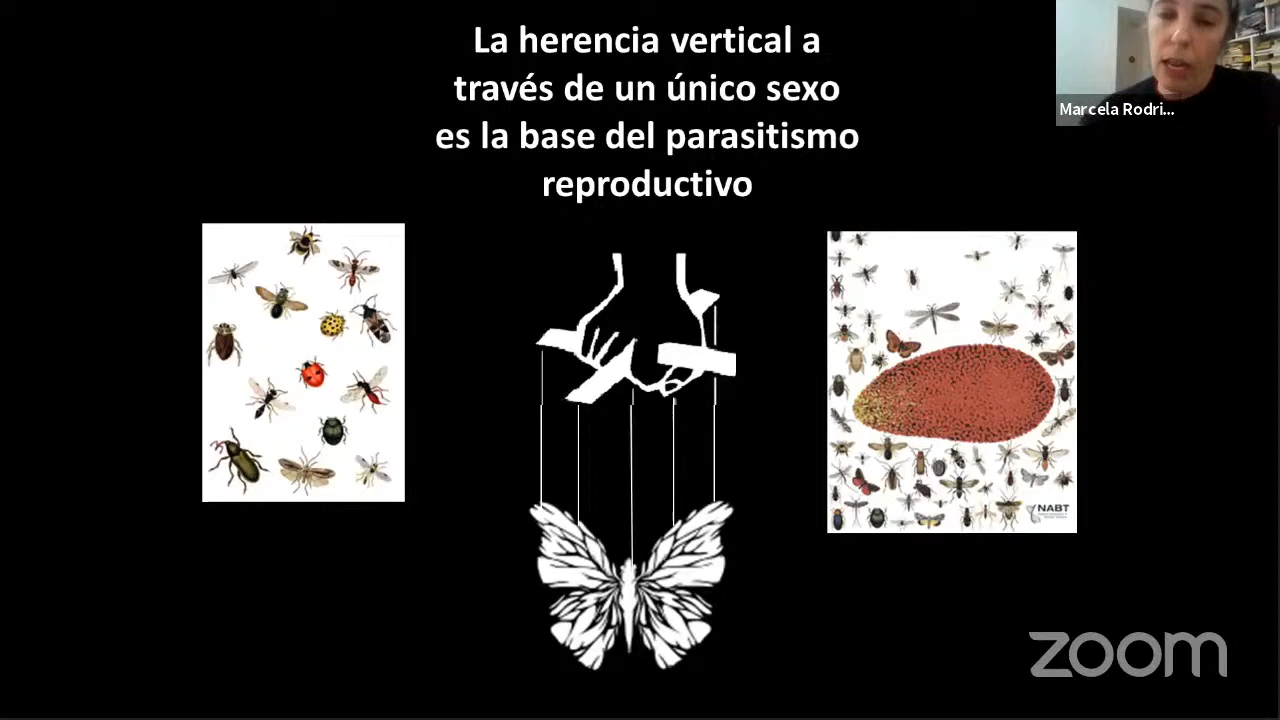 La herencia vertical a
través de un único sexo
es la base del parasitismo
reproductivo
Marcela Rodri...
NABT
zoom